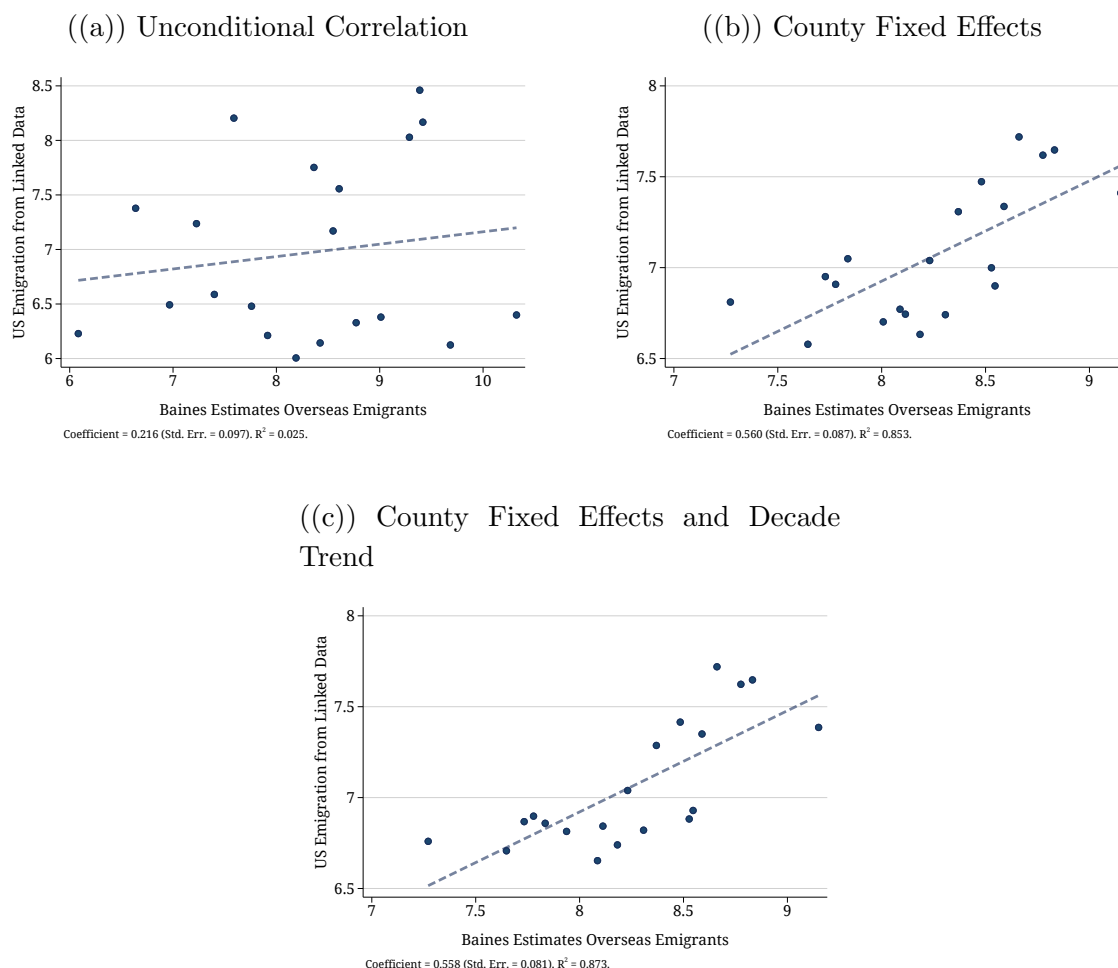 ((a)) Unconditional Correlation
US Emigration from Linked Data
8.5
8
7.5
7
6.5
6
6 7 8 9 10
Baines Estimates Overseas Emigrants
Coefficient = 0.216 (Std. Err. = 0.097). R² = 0.025.
((b)) County Fixed Effects
US Emigration from Linked Data
8
7.5
7
6.5
7 7.5 8 8.5 9
Baines Estimates Overseas Emigrants
Coefficient = 0.560 (Std. Err. = 0.087). R² = 0.853.
((c)) County Fixed Effects and Decade
Trend
US Emigration from Linked Data
8
7.5
7
6.5
7 7.5 8 8.5 9
Baines Estimates Overseas Emigrants
Coefficient = 0.558 (Std. Err. = 0.081). R² = 0.873.